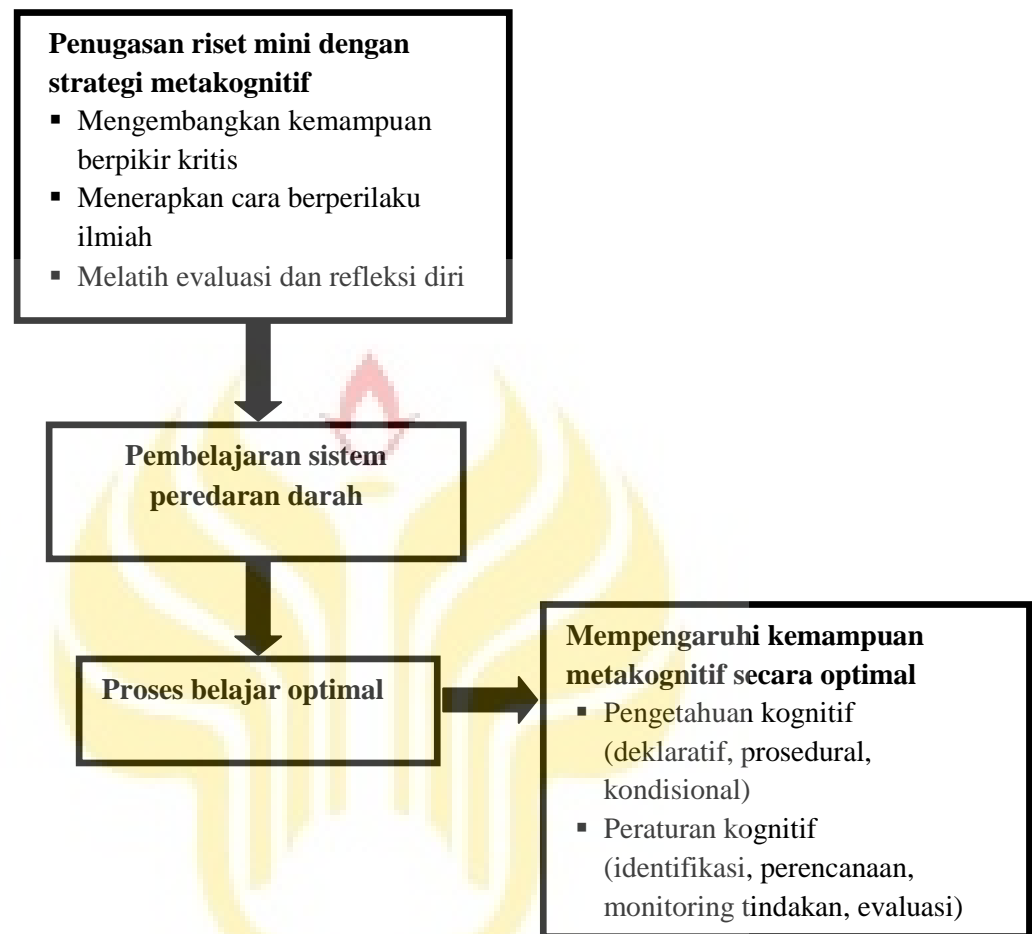 Penugasan riset mini dengan
strategi metakognitif
▪ Mengembangkan kemampuan
berpikir kritis
▪ Menerapkan cara berperilaku
ilmiah
▪ Melatih evaluasi dan refleksi diri
Pembelajaran sistem
peredaran darah
Proses belajar optimal
Mempengaruhi kemampuan
metakognitif secara optimal
▪ Pengetahuan kognitif
(deklaratif, prosedural,
kondisional)
▪ Peraturan kognitif
(identifikasi, perencanaan,
monitoring tindakan, evaluasi)